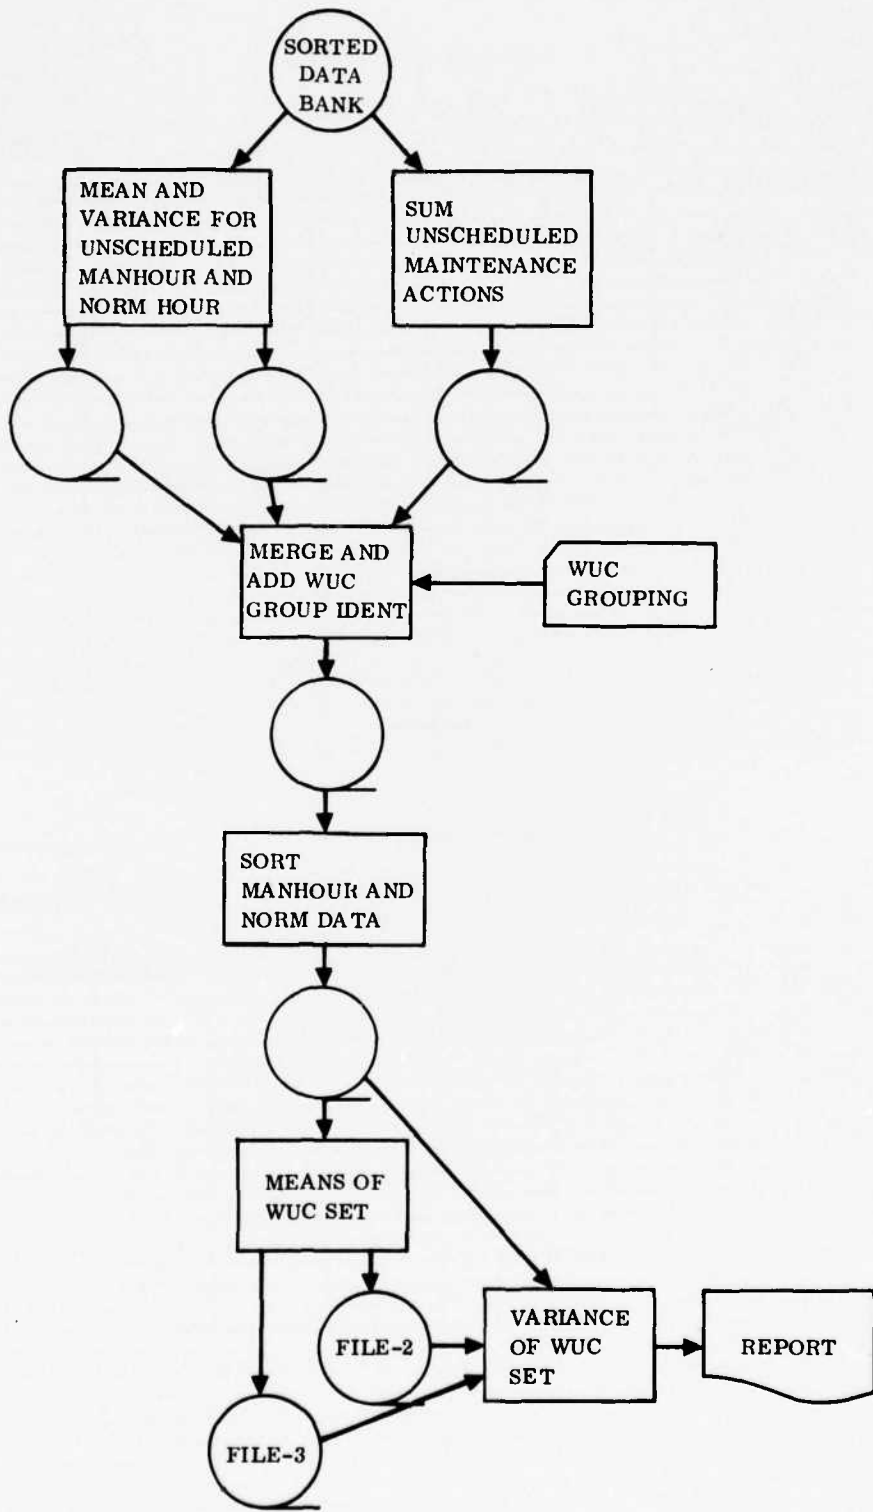 SORTED
DATA
BANK
MEAN AND
VARIANCE FOR
UNSCHEDULED
MANHOUR AND
NORM HOUR
SUM
UNSCHEDULED
MAINTENANCE
ACTIONS
MERGE AND
ADD WUC
GROUP IDENT
WUC
GROUPING
SORT
MANHOUR AND
NORM DATA
MEANS OF
WUC SET
FILE-2
VARIANCE
OF WUC
SET
REPORT
FILE-3